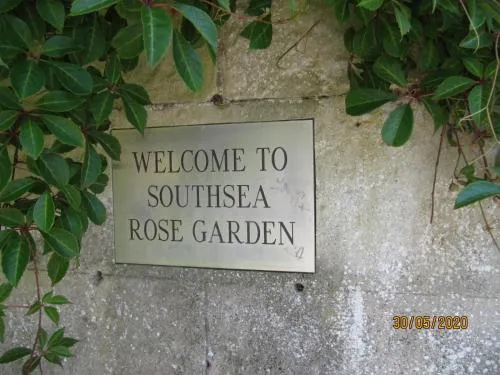 WELCOME TO
SOUTHSEA
ROSE GARDEN
30/05/2020